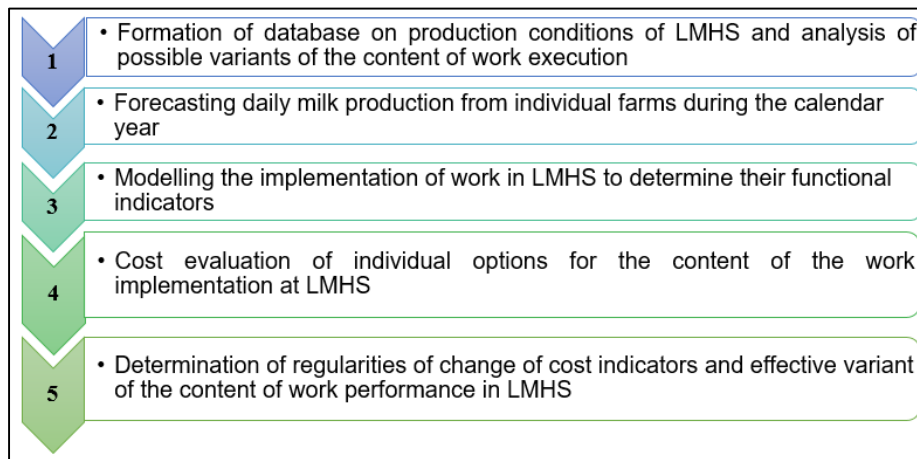 1
• Formation of database on production conditions of LMHS and analysis of
possible variants of the content of work execution
2
• Forecasting daily milk production from individual farms during the calendar
year
3
• Modelling the implementation of work in LMHS to determine their functional
indicators
4
• Cost evaluation of individual options for the content of the work
implementation at LMHS
5
• Determination of regularities of change of cost indicators and effective variant
of the content of work performance in LMHS